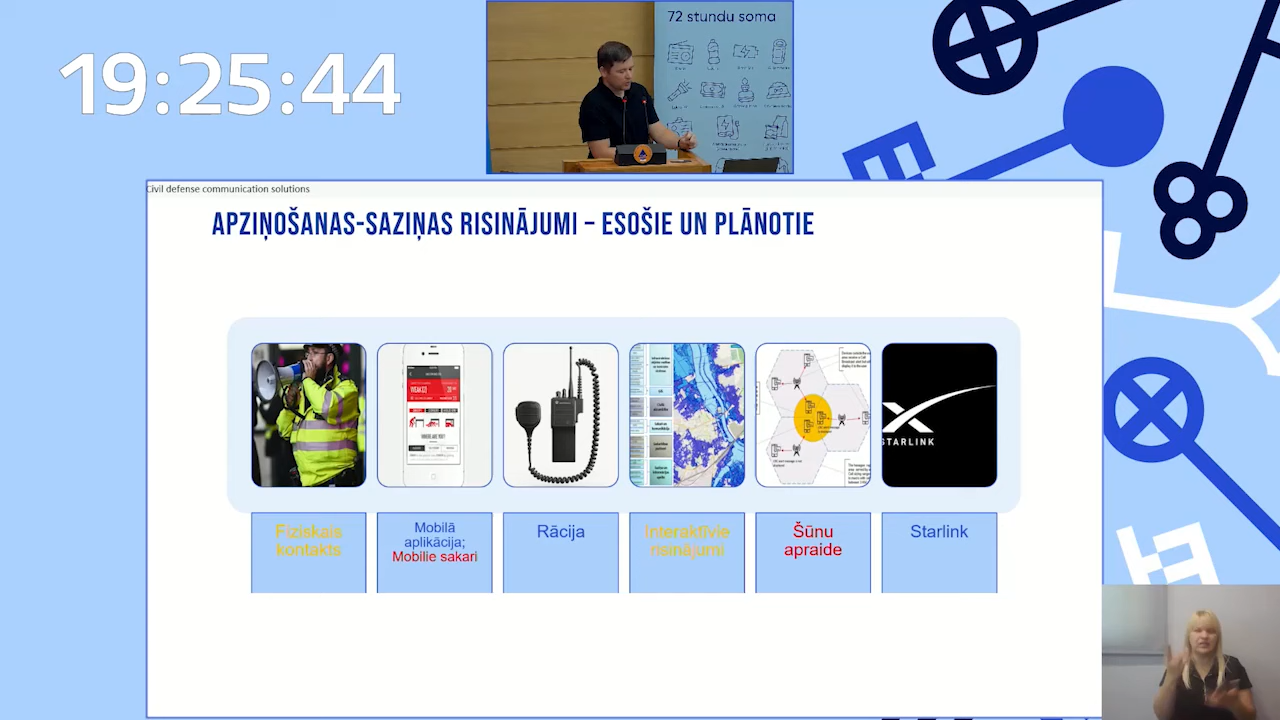 19:25:44
72 stundu soma
Civil defense communication solutions
APZIŅOŠANAS-SAZIŅAS RISINĀJUMI – ESOŠIE UN PLĀNOTIE
STARLINK
Fiziskais
kontakts
Mobilā
aplikācija;
Mobilie sakari
Rācija
Interaktīvie
risinājumi
Šūnu
apraide
Starlink